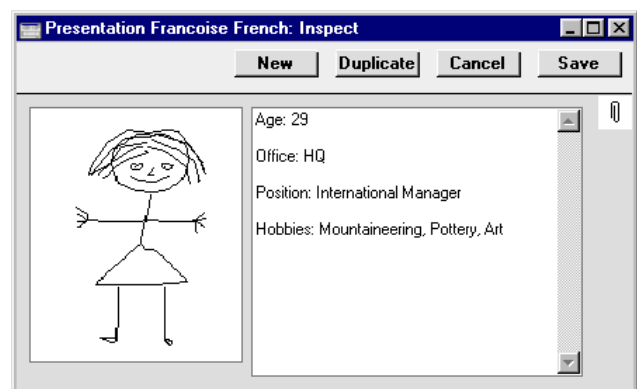 Presentation Francoise French: Inspect
New Duplicate Cancel Save
Age: 29
Office: HQ
Position: International Manager
Hobbies: Mountaineering, Pottery, Art